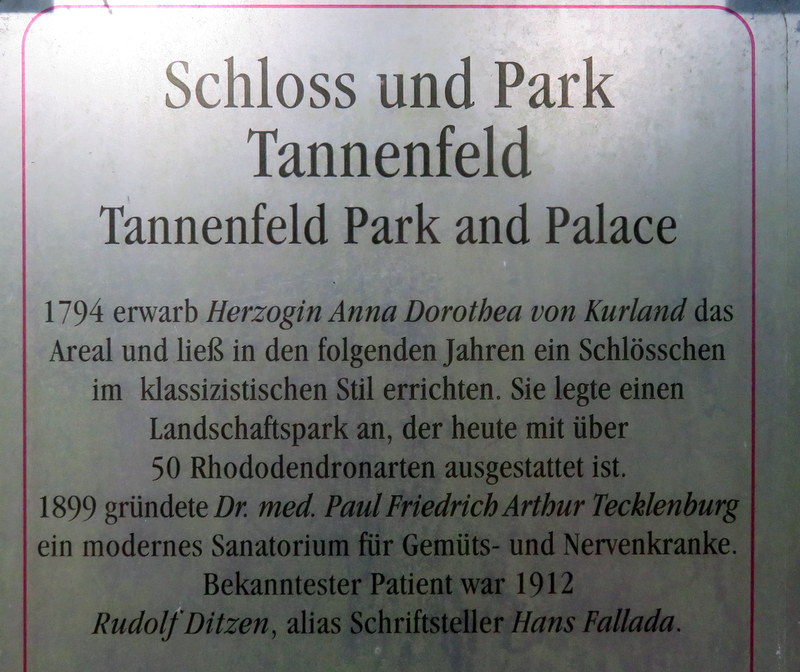 Schloss und Park
Tannenfeld
Tannenfeld Park and Palace
1794 erwarb Herzogin Anna Dorothea von Kurland das
Areal und ließ in den folgenden Jahren ein Schlösschen
im klassizistischen Stil errichten. Sie legte einen
Landschaftspark an, der heute mit über
50 Rhododendronarten ausgestattet ist.
1899 gründete Dr. med. Paul Friedrich Arthur Tecklenburg
ein modernes Sanatorium für Gemüts- und Nervenkranke.
Bekanntester Patient war 1912
Rudolf Ditzen, alias Schriftsteller Hans Fallada.